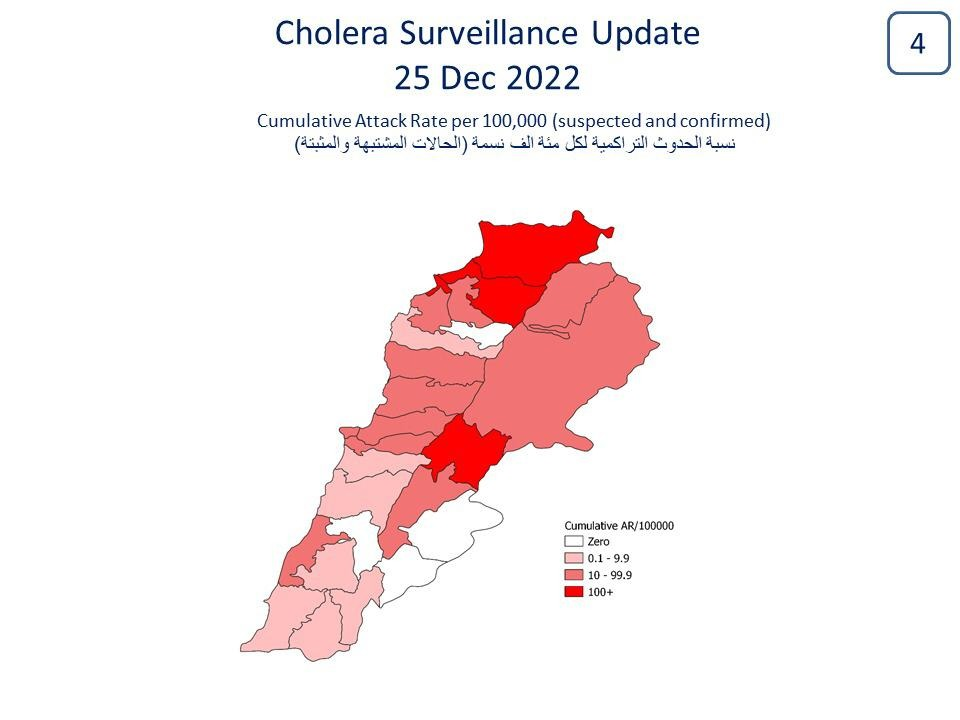 Cholera Surveillance Update
25 Dec 2022
4
Cumulative Attack Rate per 100,000 (suspected and confirmed)
نسبة الحدوث التراكمية لكل مئة الف نسمة (الحالات المشتبهة والمثبتة)
Cumulative AR/100000
Zero
0.1 - 9.9
10 - 99.9
100+